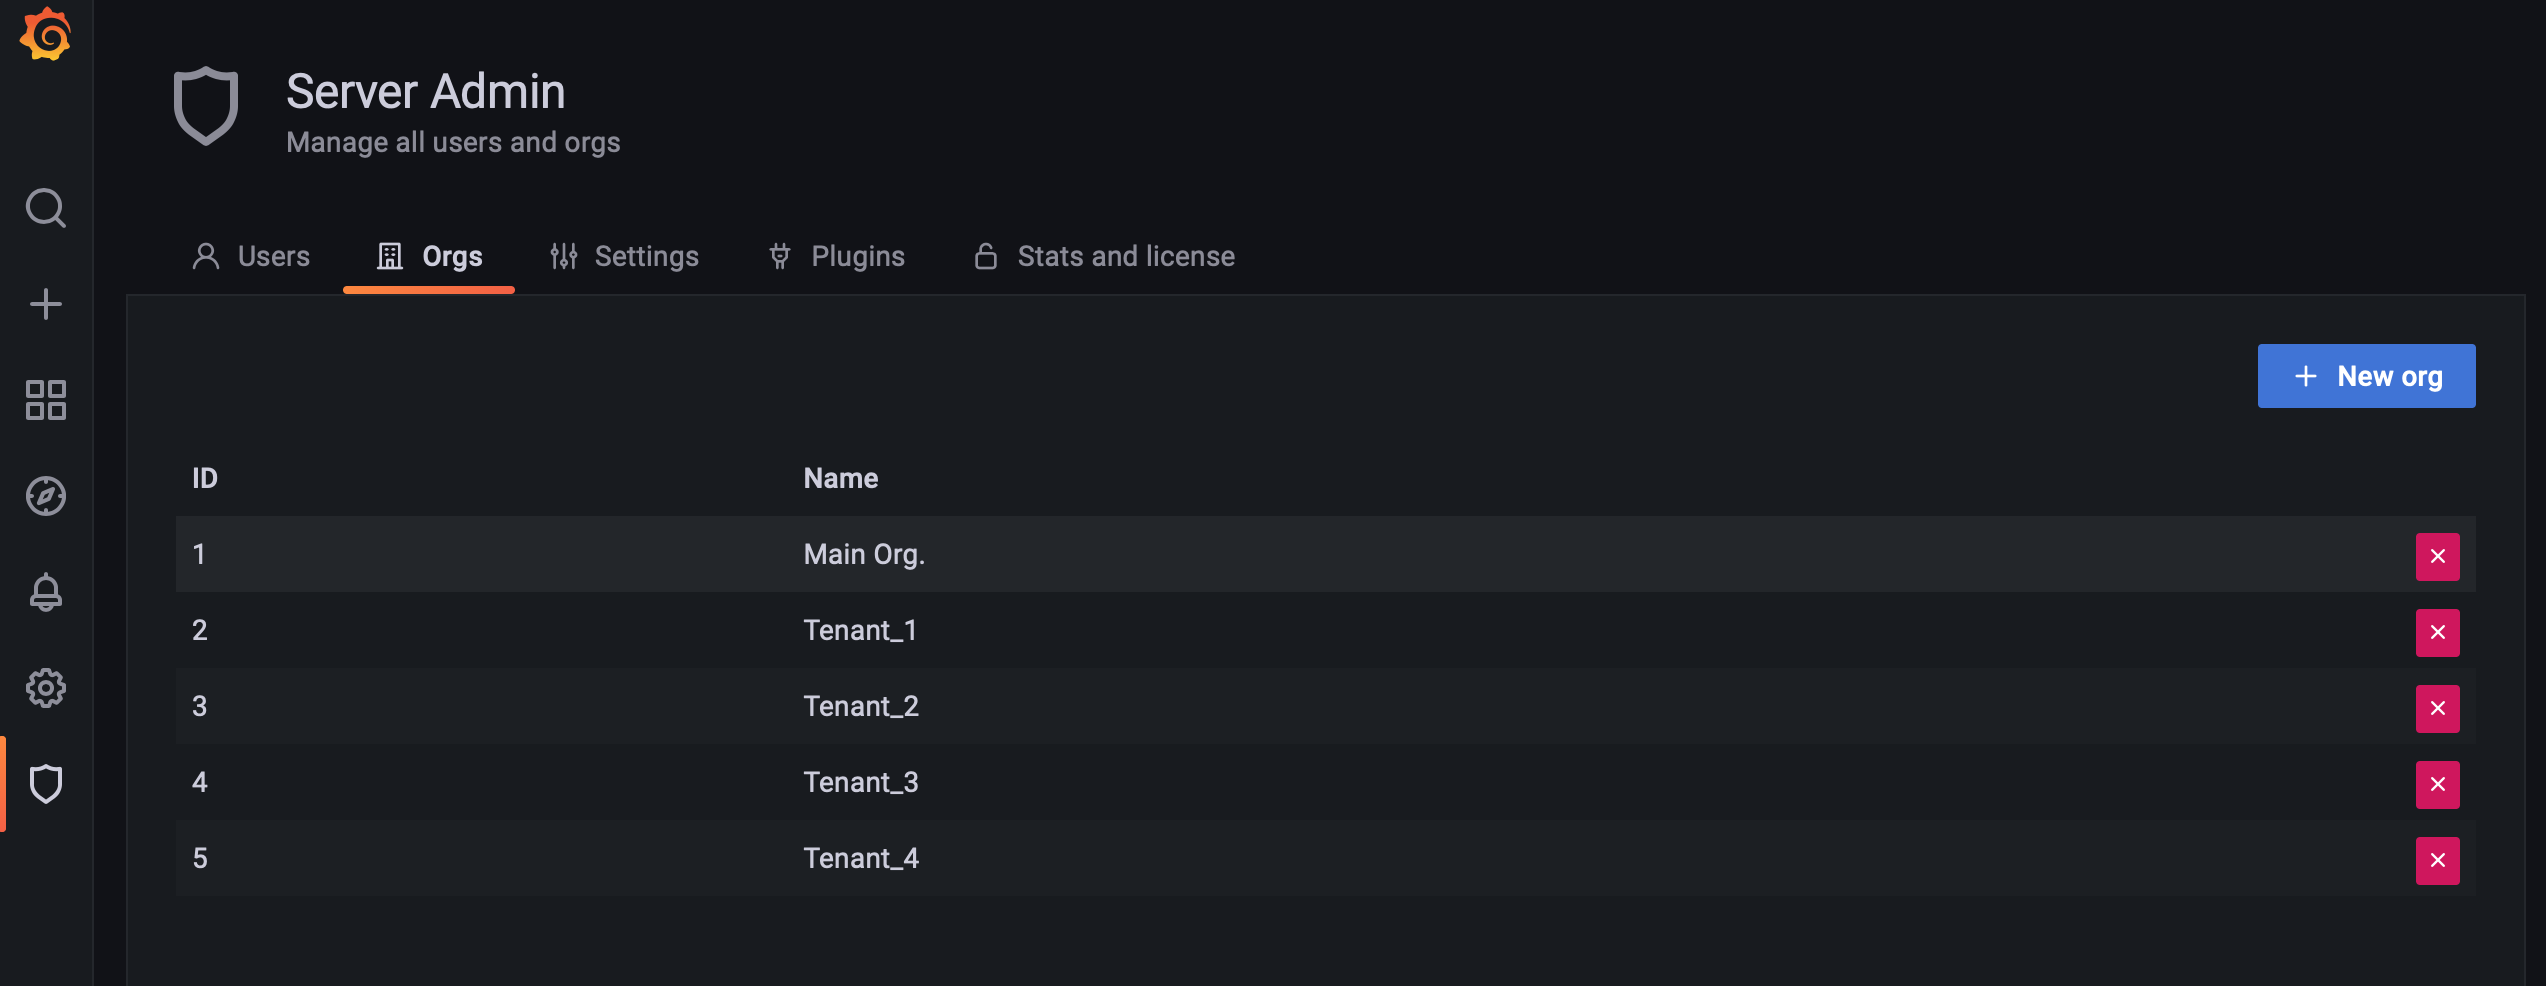 Server Admin
Manage all users and orgs
Users Orgs Settings Plugins Stats and license
New org
ID Name
1 Main Org.
2 Tenant_1
3 Tenant_2
4 Tenant_3
5 Tenant_4